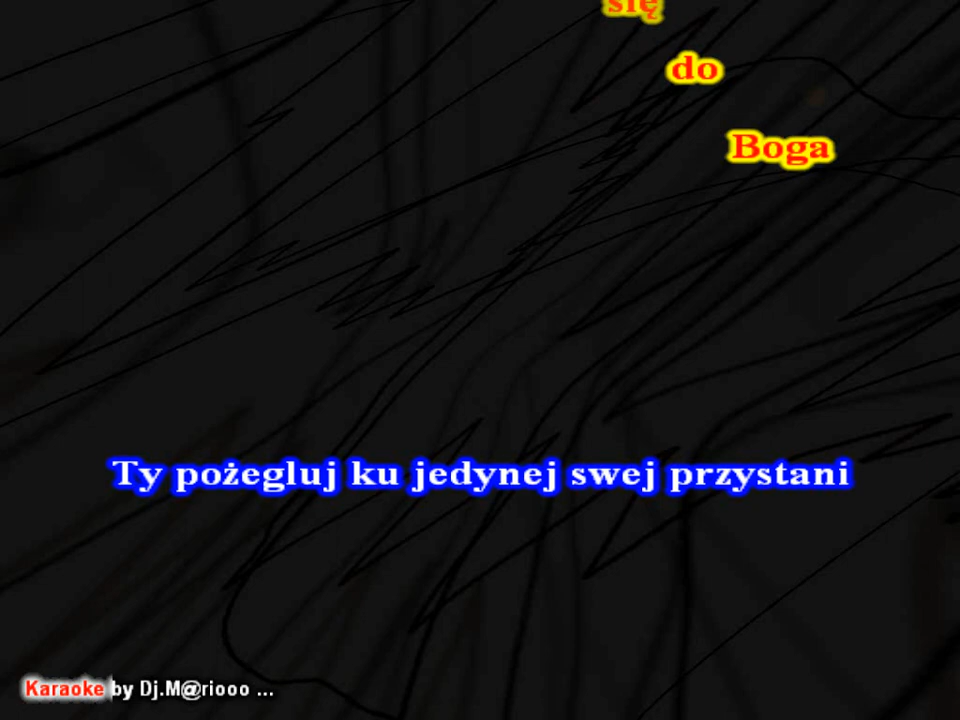 się
do
Boga
Ty pożegluj ku jedynej swej przystani
Karaoke by Dj.M@riooo ...